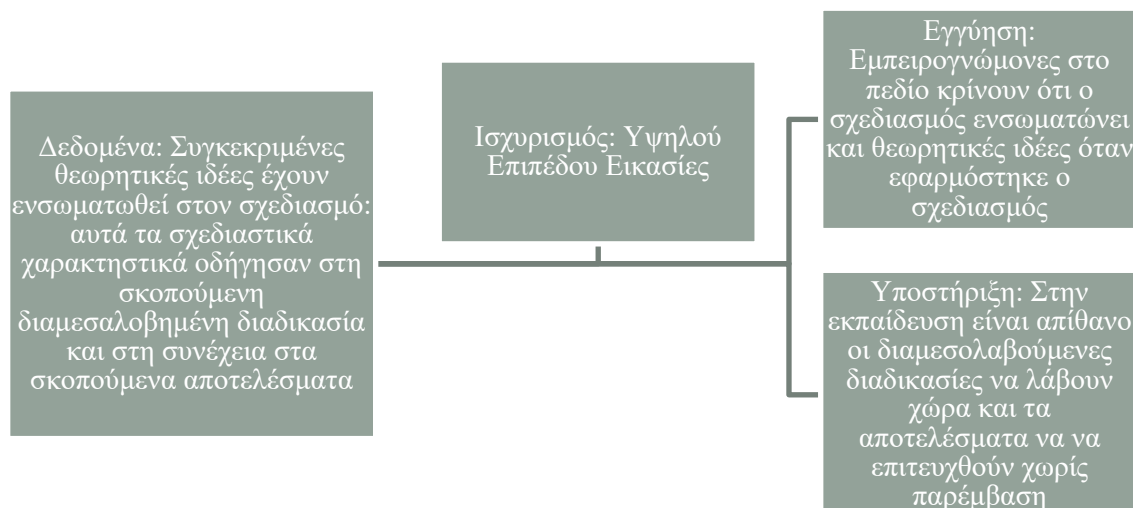 Δεδομένα: Συγκεκριμένες
θεωρητικές ιδέες έχουν
ενσωματωθεί στον σχεδιασμό:
αυτά τα σχεδιαστικά
χαρακτηστικά οδήγησαν στη
σκοπούμενη
διαμεσαλοβημένη διαδικασία
και στη συνέχεια στα
σκοπούμενα αποτελέσματα
Ισχυρισμός: Υψηλού
Επιπέδου Εικασίες
Εγγύηση:
Εμπειρογνώμονες στο
πεδίο κρίνουν ότι ο
σχεδιασμός ενσωματώνει
και θεωρητικές ιδέες όταν
εφαρμόστηκε ο
σχεδιασμός
Υποστήριξη: Στην
εκπαίδευση είναι απίθανο
οι διαμεσολαβούμενες
διαδικασίες να λάβουν
χώρα και τα
αποτελέσματα να να
επιτευχθούν χωρίς
παρέμβαση